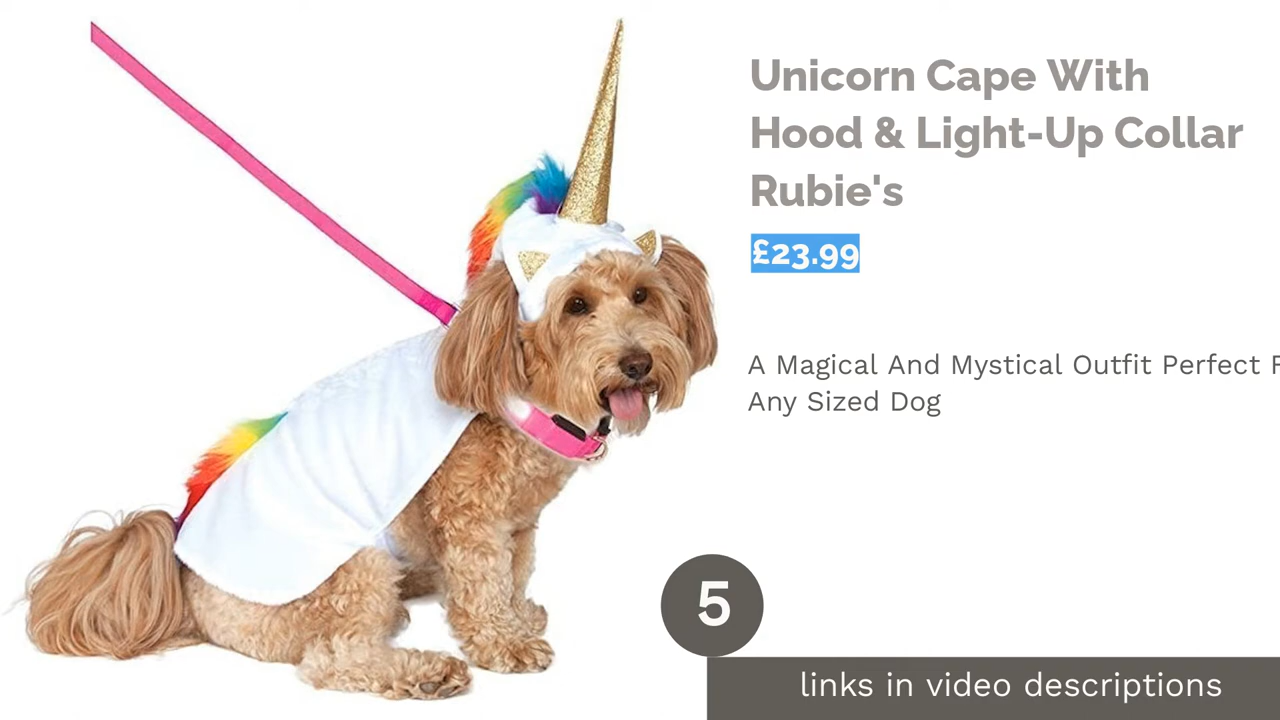 Unicorn Cape With
Hood & Light-Up Collar
Rubie's
£23.99
A Magical And Mystical Outfit Perfect
Any Sized Dog
5
links in video descriptions